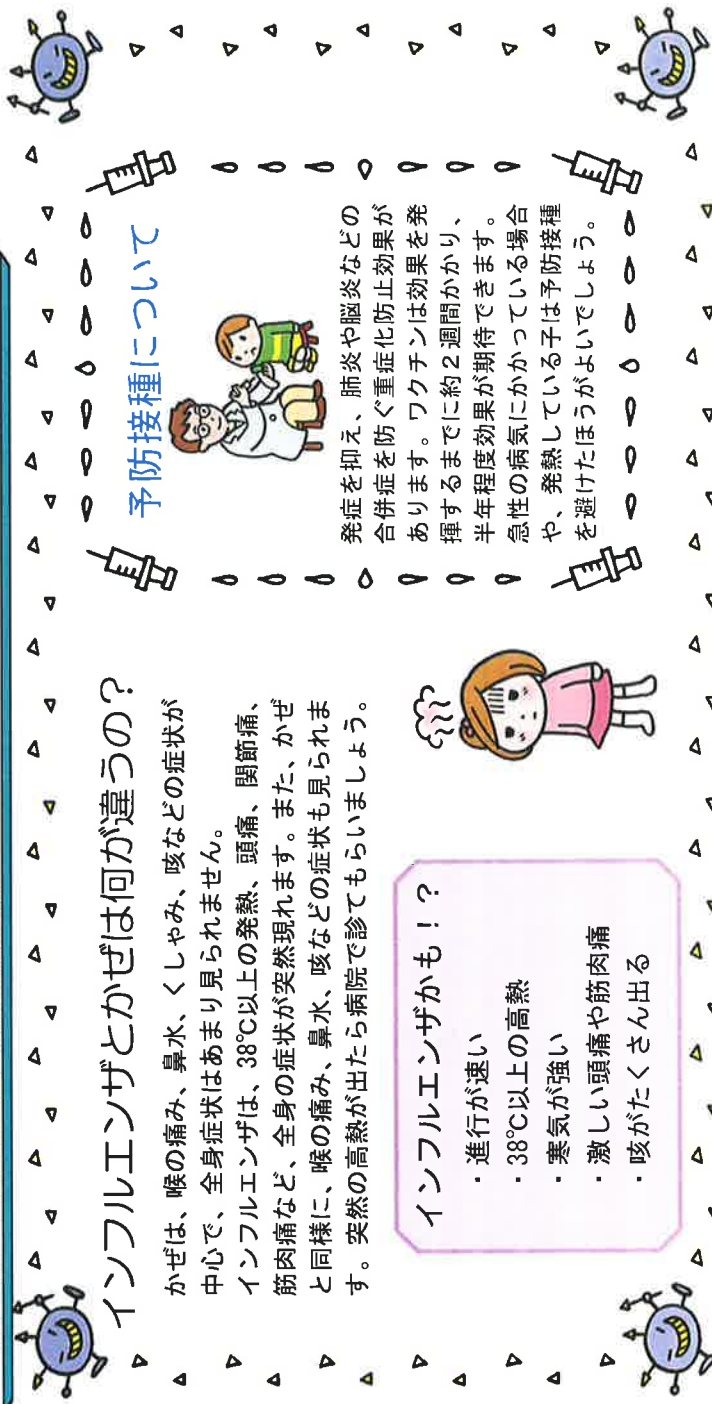 インフルエンザとかぜは何が違うの？
かぜは、喉の痛み、鼻水、くしゃみ、咳などの症状が
中心で、全身症状はあまり見られません。
インフルエンザは、38℃以上の発熱、頭痛、関節痛、
筋肉痛など、全身の症状が突然現れます。また、かぜ
と同様に、喉の痛み、鼻水、咳などの症状も見られま
す。突然の高熱が出たら病院で診てもらいましょう。
インフルエンザかも！？
・進行が速い
・38℃以上の高熱
・寒気が強い
・激しい頭痛や筋肉痛
・咳がたくさん出る
予防接種について
発症を抑え、肺炎や脳炎などの
合併症を防ぐ重症化防止効果が
あります。ワクチンは効果を発
揮するまでに約２週間かかり、
半年程度効果が期待できます。
急性の病気にかかっている場合
や、発熱している子は予防接種
を避けたほうがよいでしょう。